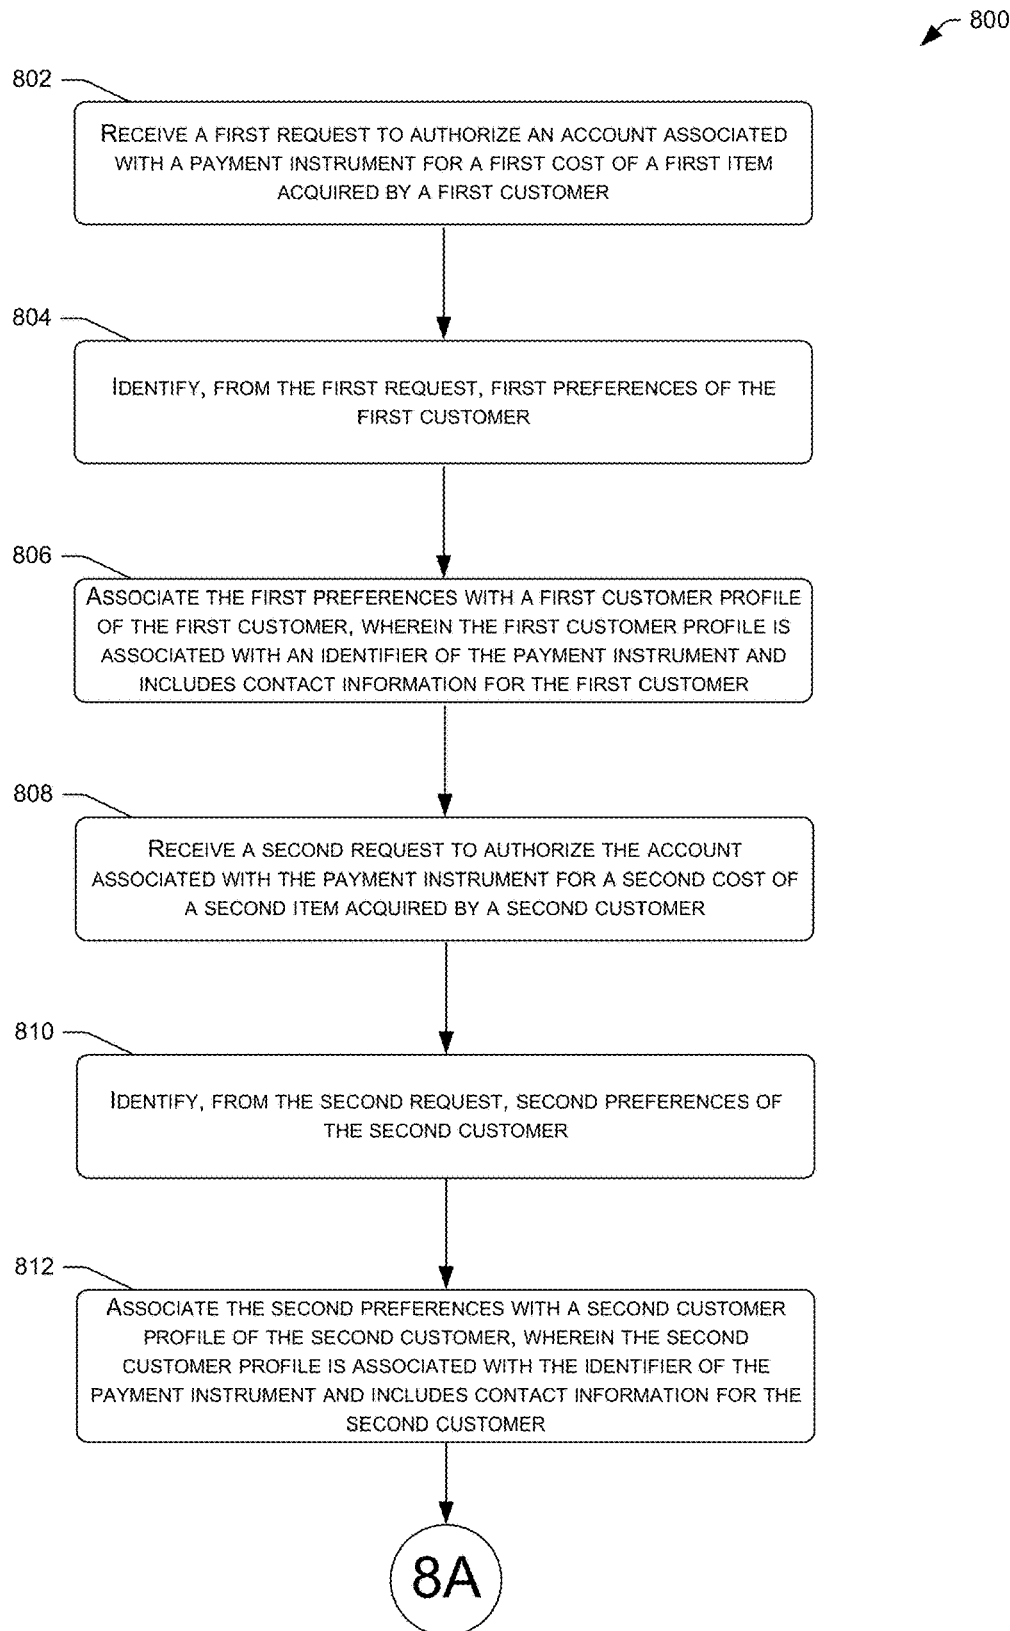 800
802
RECEIVE A FIRST REQUEST TO AUTHORIZE AN ACCOUNT ASSOCIATED
WITH A PAYMENT INSTRUMENT FOR A FIRST COST OF A FIRST ITEM
ACQUIRED BY A FIRST CUSTOMER
804
IDENTIFY, FROM THE FIRST REQUEST, FIRST PREFERENCES OF THE
FIRST CUSTOMER
806
ASSOCIATE THE FIRST PREFERENCES WITH A FIRST CUSTOMER PROFILE
OF THE FIRST CUSTOMER, WHEREIN THE FIRST CUSTOMER PROFILE IS
ASSOCIATED WITH AN IDENTIFIER OF THE PAYMENT INSTRUMENT AND
INCLUDES CONTACT INFORMATION FOR THE FIRST CUSTOMER
808
RECEIVE A SECOND REQUEST TO AUTHORIZE THE ACCOUNT
ASSOCIATED WITH THE PAYMENT INSTRUMENT FOR A SECOND COST OF
A SECOND ITEM ACQUIRED BY A SECOND CUSTOMER
810
IDENTIFY, FROM THE SECOND REQUEST, SECOND PREFERENCES OF
THE SECOND CUSTOMER
812
ASSOCIATE THE SECOND PREFERENCES WITH A SECOND CUSTOMER
PROFILE OF THE SECOND CUSTOMER, WHEREIN THE SECOND
CUSTOMER PROFILE IS ASSOCIATED WITH THE IDENTIFIER OF THE
PAYMENT INSTRUMENT AND INCLUDES CONTACT INFORMATION FOR THE
SECOND CUSTOMER
8A